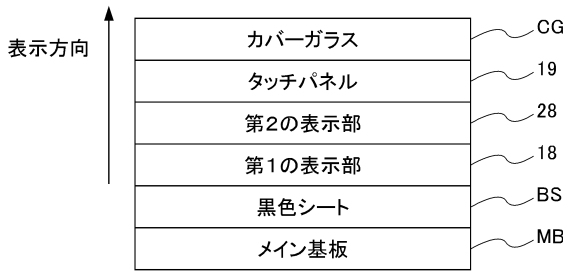 表示方向
カバーガラス CG
タッチパネル 19
第2の表示部 28
第1の表示部 18
黒色シート BS
メイン基板 MB